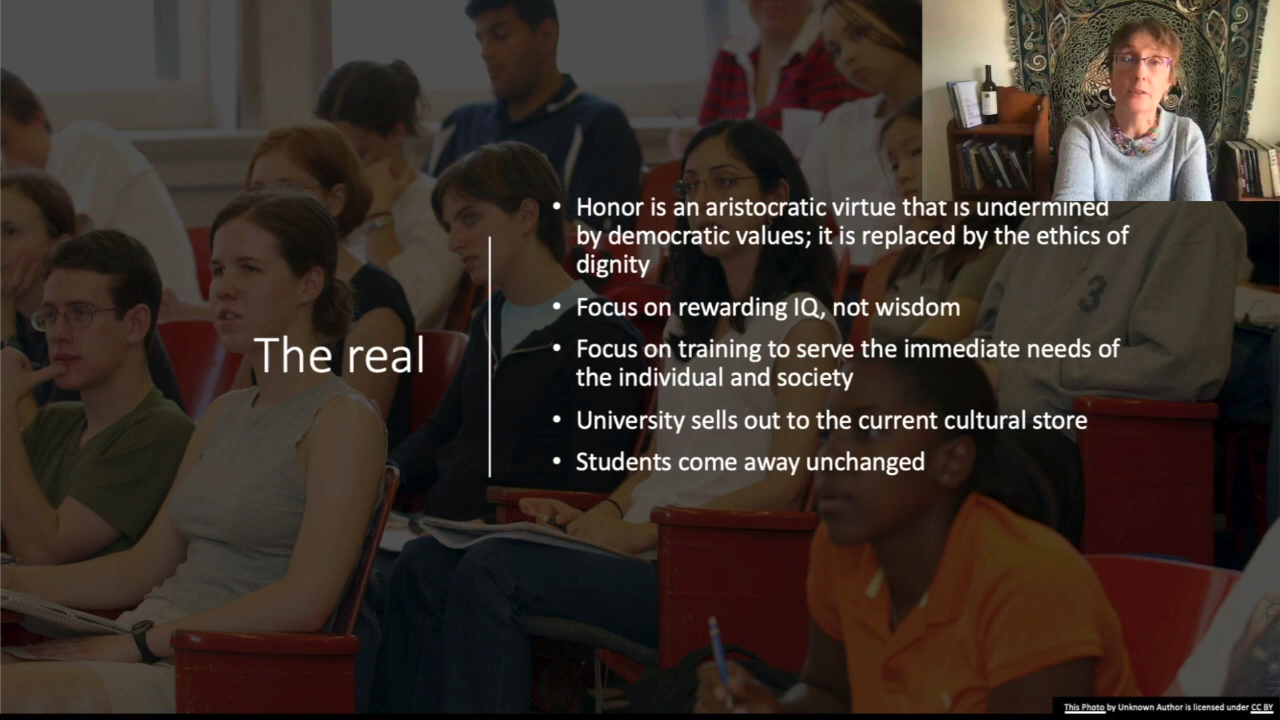 • Honor is an aristocratic virtue that is undermined
by democratic values; it is replaced by the ethics of
dignity
• Focus on rewarding IQ, not wisdom
The real
• Focus on training to serve the immediate needs of
the individual and society
• University sells out to the current cultural store
• Students come away unchanged
3
This Photo by Unknown Author is licensed under CC BY